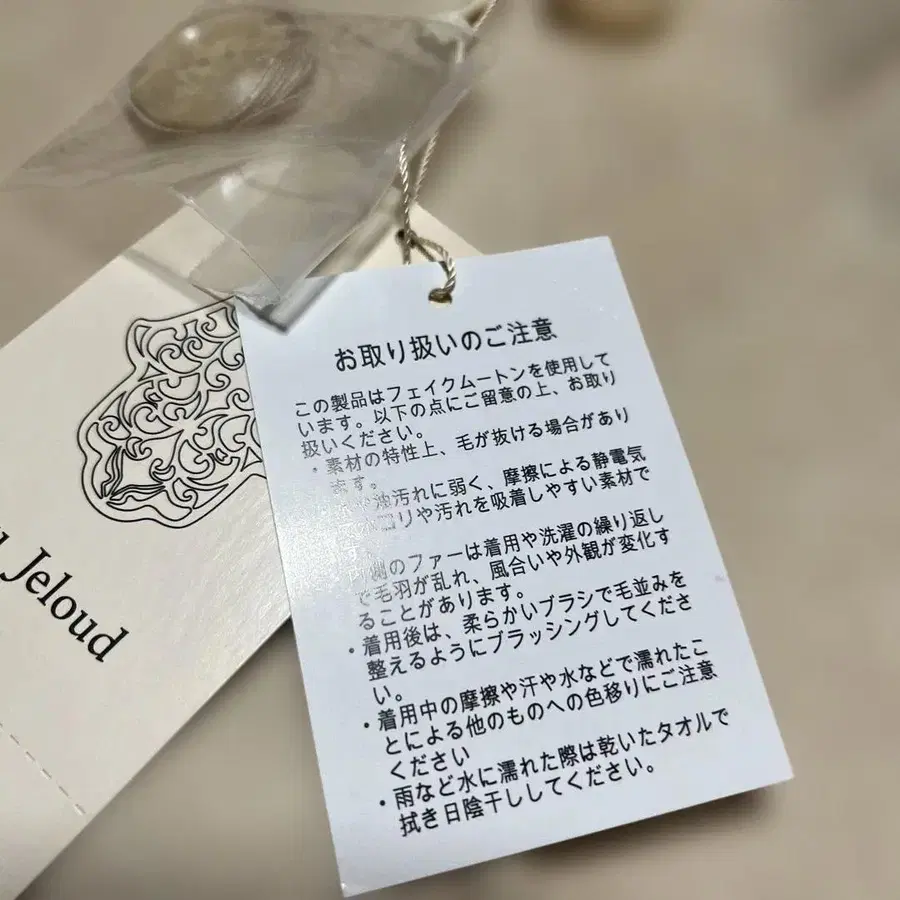 Jeloud
お取り扱いのご注意
この製品はフェイクムートンを使用して
います。以下の点にご留意の上、お取り
扱いください。
・素材の特性上、毛が抜ける場合があり
ます。
油汚れに弱く、摩擦による静電気
コリや汚れを吸着しやすい素材で
側のファーは着用や洗濯の繰り返し
で毛羽が乱れ、風合いや外観が変化す
ることがあります。
・着用後は、柔らかいブラシで毛並みを
整えるようにブラッシングしてくださ
い。
・着用中の摩擦や汗や水などで濡れたこ
とによる他のものへの色移りにご注意
ください
・雨など水に濡れた際は乾いたタオルで
拭き日陰干ししてください。